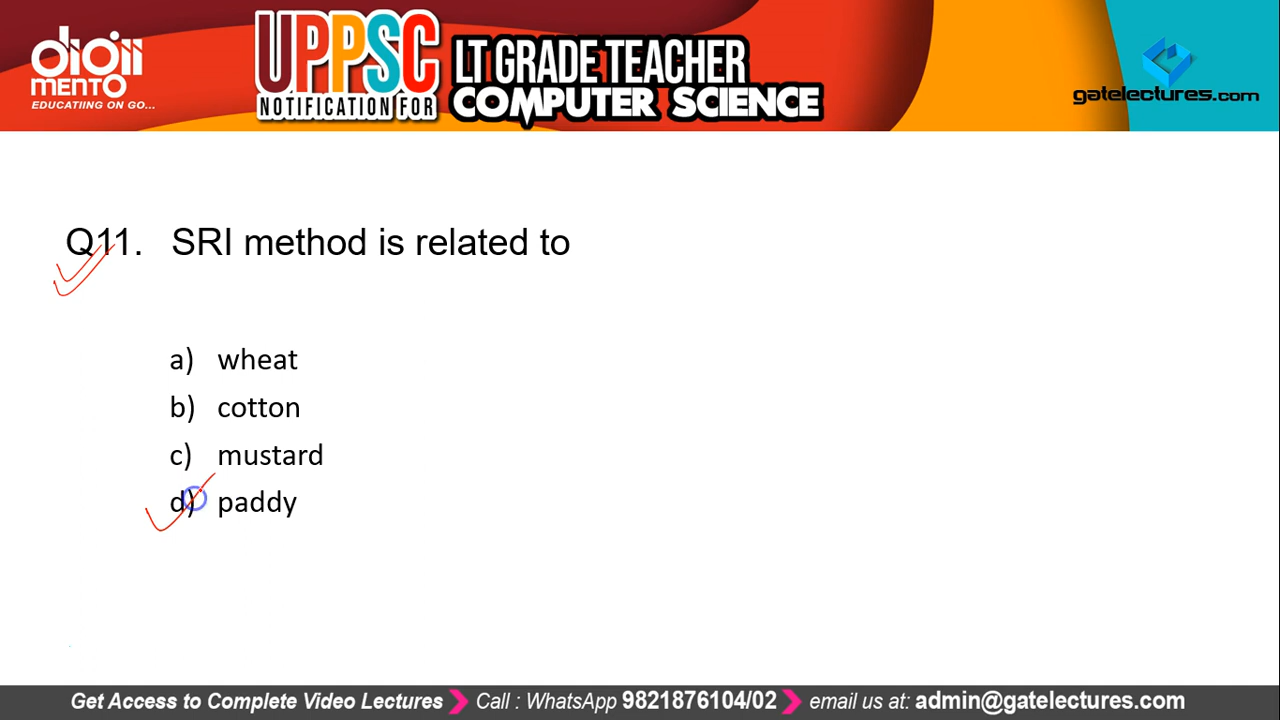 digii
MENTO
EDUCATIING ON GO...
UPPSC
NOTIFICATION FOR
LT GRADE TEACHER
COMPUTER SCIENCE
gatelectures.com
Q11. SRI method is related to
a) wheat
b) cotton
c) mustard
d) paddy
Get Access to Complete Video Lectures Call : WhatsApp 9821876104/02 email us at: admin@gatelectures.com